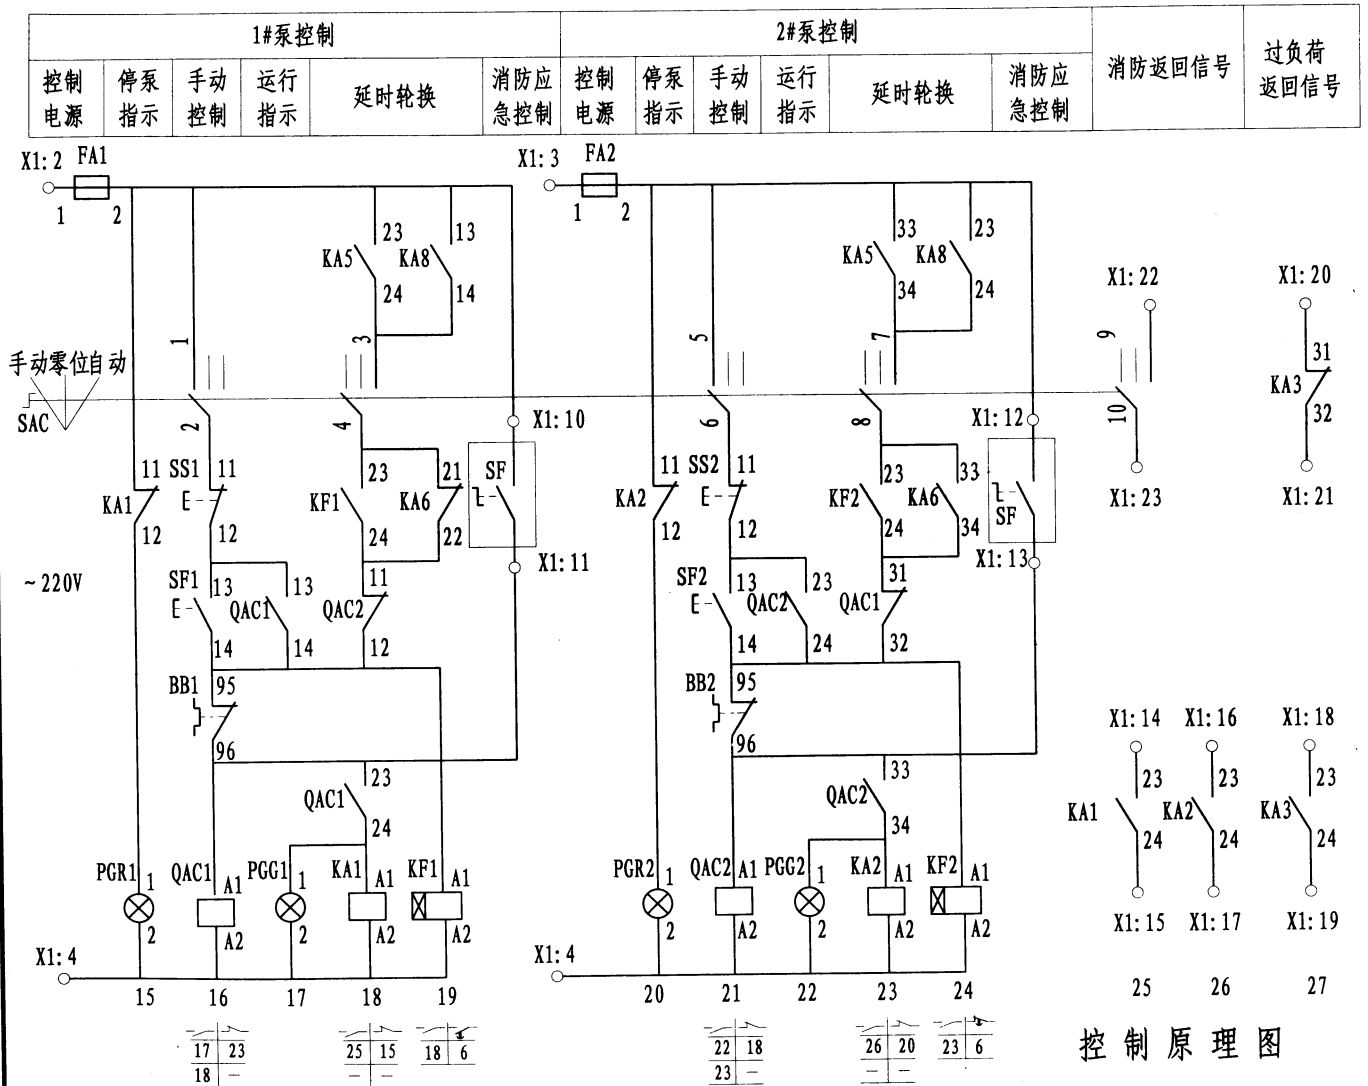 1#泵控制 2#泵控制
控制电源 停泵指示 手动控制 运行指示 延时轮换 消防应急控制 控制电源 停泵指示 手动控制 运行指示 延时轮换 消防应急控制 消防返回信号 过负荷返回信号
X1:2 FA1 X1:3 FA2
1 2 1 2
23 13 33 23
KA5 KA8 KA5 KA8
24 14 34 24
X1:22 X1:20
1 3 5 7 9
31
KA3
32
手动零位自动
SAC
2 4 6 8 10
X1:10 X1:12
11 SS1 11 23 21 SF 11 SS2 11 23 33
KA1 KF1 KA6 KA2 KF2 KA6 SF
12 12 24 22 12 12 24 34
X1:23 X1:21
X1:11 X1:13
~220V
SF1 13 13 11 SF2 13 23 31
QAC1 QAC2 QAC2 QAC1
14 14 12 14 24 32
BB1 95 BB2 95
96 96
X1:14 X1:16 X1:18
23 33 23 23 23
QAC1 QAC2 KA1 KA2 KA3
24 34 24 24 24
PGR1 QAC1 PGG1 KA1 KF1 PGR2 QAC2 PGG2 KA2 KF2
1 A1 1 A1 A1 1 A1 1 A1 A1
2 A2 2 A2 A2 2 A2 2 A2 A2
X1:15 X1:17 X1:19
X1:4 X1:4
15 16 17 18 19 20 21 22 23 24 25 26 27
17 23 25 15 18 6 22 18 26 20 23 6
18 — — — 23 — — —
控制原理图